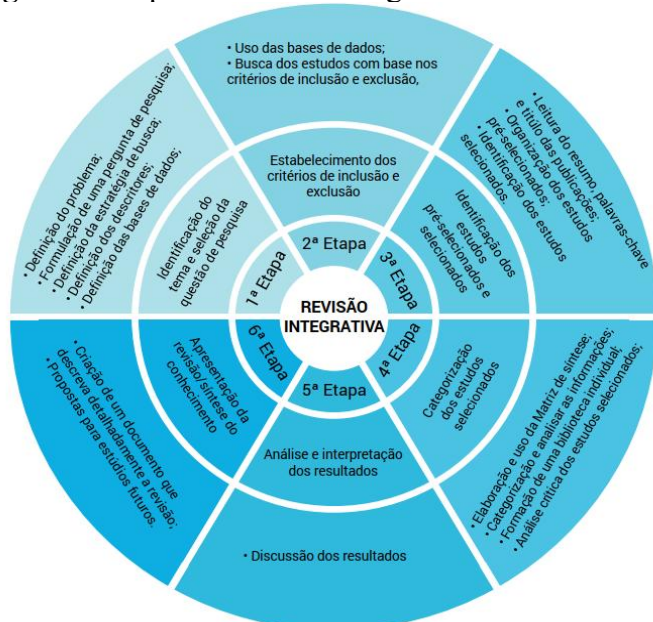 REVISÃO
INTEGRATIVA
1ª Etapa
Identificação do
tema e seleção da
questão de pesquisa
• Definição do problema;
• Formulação de uma pergunta de pesquisa;
• Definição da estratégia de busca;
• Definição dos descritores;
• Definição das bases de dados;
2ª Etapa
Estabelecimento dos
critérios de inclusão e
exclusão
• Uso das bases de dados;
• Busca dos estudos com base nos
critérios de inclusão e exclusão,
3ª Etapa
Identificação dos
estudos
pré-selecionados e
selecionados
• Leitura do resumo, palavras-chave
e titúlo das publicações;
• Organização dos estudos
pré-selecionados;
• Identificação dos estudos
selecionados.
4ª Etapa
Categorização
dos estudos
selecionados
• Elaboração e uso da Matriz de síntese;
• Categorização e analisar as informações;
• Formação de uma biblioteca individual;
• Análise crítica dos estudos selecionados,
5ª Etapa
Análise e interpretação
dos resultados
• Discussão dos resultados
6ª Etapa
Apresentação da
revisão/síntese do
conhecimento
• Criação de um documento que
descreva detalhadamente a revisão;
• Propostas para estúdios futuros.